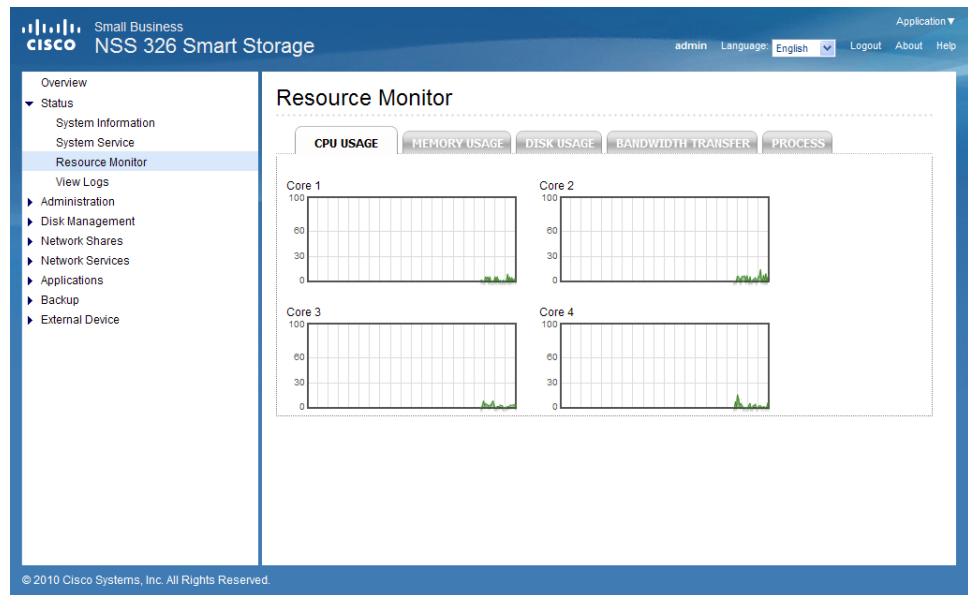 Small Business
CISCO NSS 326 Smart Storage
Application
admin Language: English Logout About Help
Overview
Status
System Information
System Service
Resource Monitor
View Logs
Administration
Disk Management
Network Shares
Network Services
Applications
Backup
External Device
Resource Monitor
CPU USAGE MEMORY USAGE DISK USAGE BANDWIDTH TRANSFER PROCESS
Core 1
100
60
30
0
Core 2
100
60
30
0
Core 3
100
60
30
0
Core 4
100
60
30
0
© 2010 Cisco Systems, Inc. All Rights Reserved.